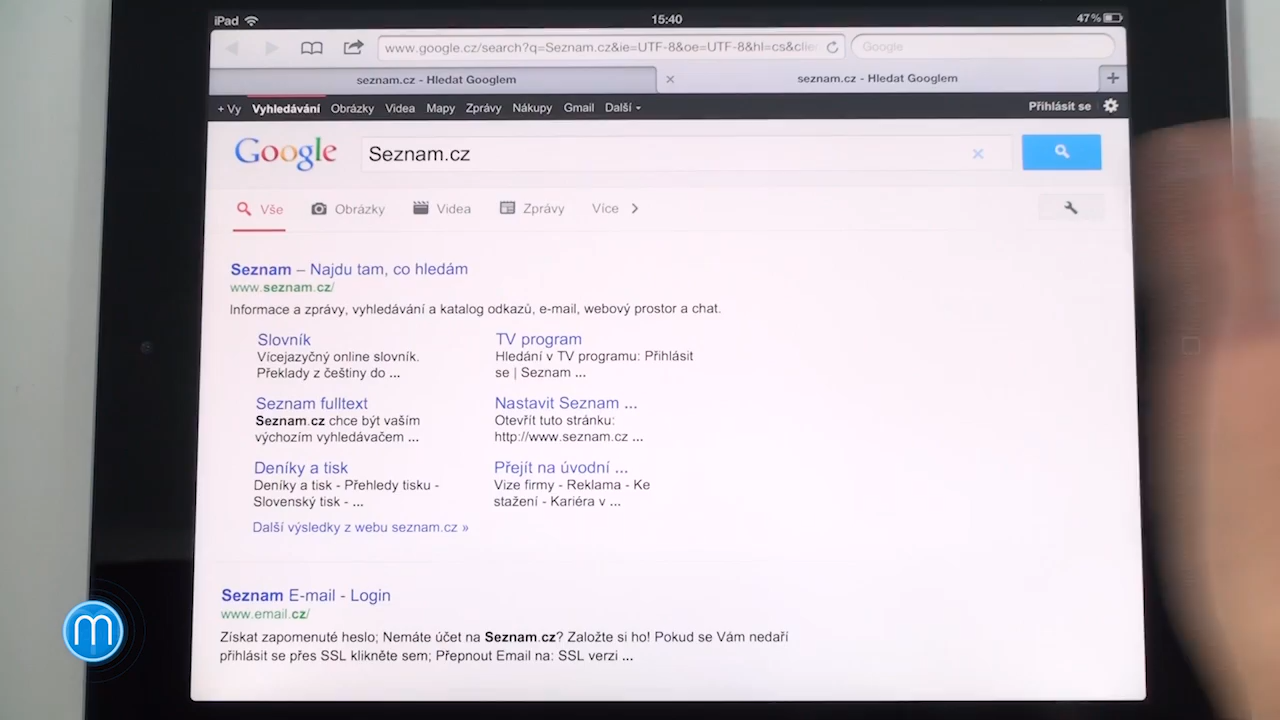 iPad 15:40 47%
www.google.cz/search?q=Seznam.cz&ie=UTF-8&oe=UTF-8&hl=cs&clie Google
seznam.cz - Hledat Googlem seznam.cz - Hledat Googlem
+ Vy Vyhledávání Obrázky Videa Mapy Zprávy Nákupy Gmail Další Přihlásit se
Google Seznam.cz
Vše Obrázky Videa Zprávy Více
Seznam – Najdu tam, co hledám
www.seznam.cz/
Informace a zprávy, vyhledávání a katalog odkazů, e-mail, webový prostor a chat.
Slovník
Vícejazyčný online slovník.
Překlady z češtiny do ...
TV program
Hledání v TV programu: Přihlásit
se | Seznam ...
Seznam fulltext
Seznam.cz chce být vaším
výchozím vyhledávačem ...
Nastavit Seznam ...
Otevřít tuto stránku:
http://www.seznam.cz ...
Deníky a tisk
Deníky a tisk - Přehledy tisku -
Slovenský tisk - ...
Přejít na úvodní ...
Vize firmy - Reklama - Ke
stažení - Kariéra v ...
Další výsledky z webu seznam.cz »
Seznam E-mail - Login
www.email.cz/
Získat zapomenuté heslo; Nemáte účet na Seznam.cz? Založte si ho! Pokud se Vám nedaří
přihlásit se přes SSL klikněte sem; Přepnout Email na: SSL verzi ...
m